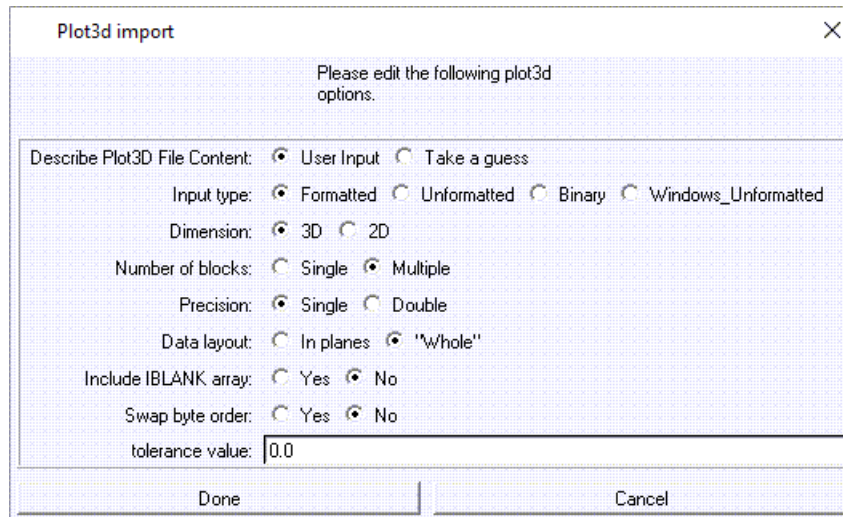 Plot3d import
Please edit the following plot3d
options.
Describe Plot3D File Content: User Input Take a guess
Input type: Formatted Unformatted Binary Windows_Unformatted
Dimension: 3D 2D
Number of blocks: Single Multiple
Precision: Single Double
Data layout: In planes "Whole"
Include IBLANK array: Yes No
Swap byte order: Yes No
tolerance value: 0.0
Done Cancel